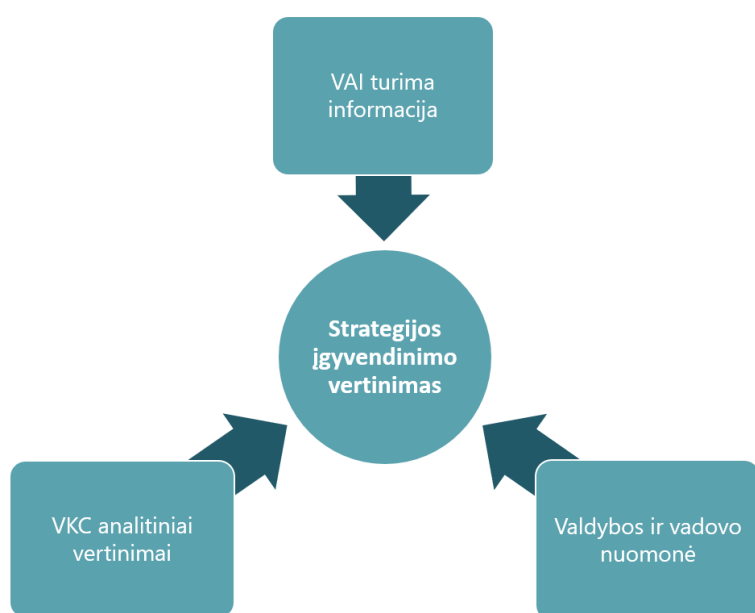 VAI turima
informacija
Strategijos
įgyvendinimo
vertinimas
VKC analitiniai
vertinimai
Valdybos ir vadovo
nuomonė